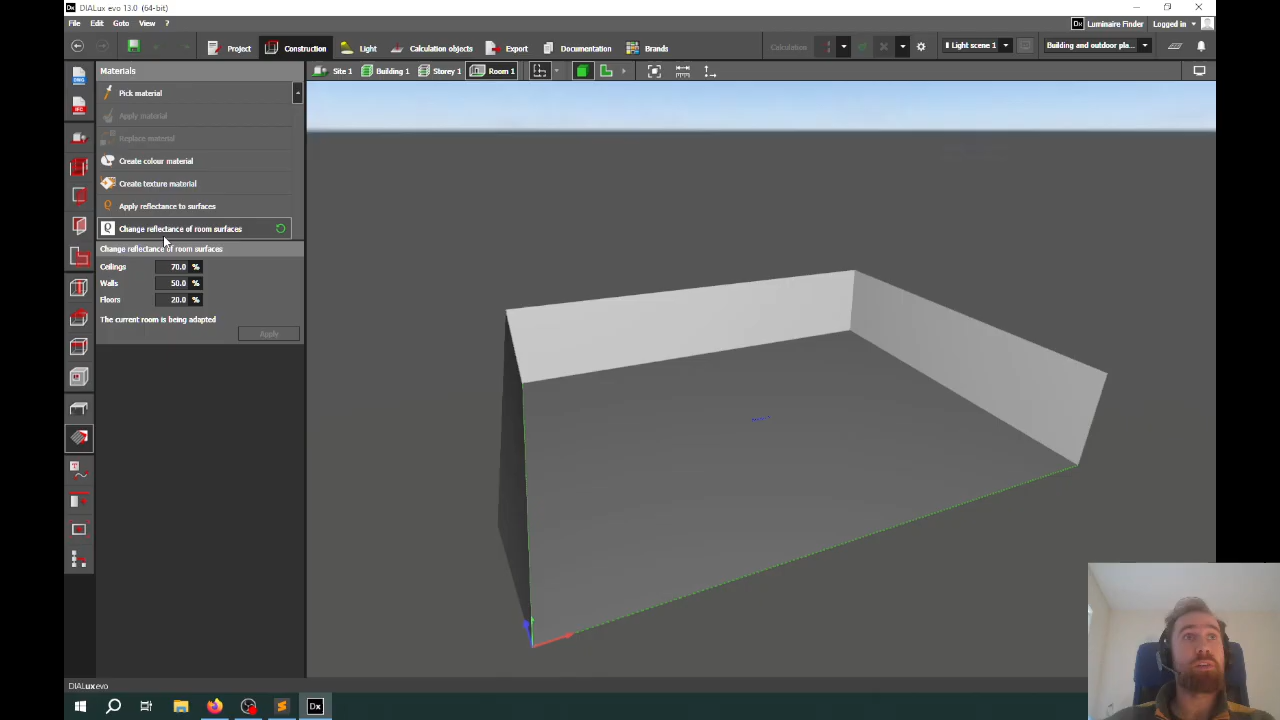 DIALux evo 13.0 (64-bit)
File Edit Goto View ?
Luminaire Finder Logged in
Project Construction Light Calculation objects Export Documentation Brands Calculation Light scene 1 Building and outdoor pla...
Materials
Site 1 Building 1 Storey 1 Room 1
Pick material
Apply material
Replace material
Create colour material
Create texture material
Apply reflectance to surfaces
Change reflectance of room surfaces
Change reflectance of room surfaces
Ceilings 70.0 %
Walls 50.0 %
Floors 20.0 %
The current room is being adapted
Apply
DIALux evo